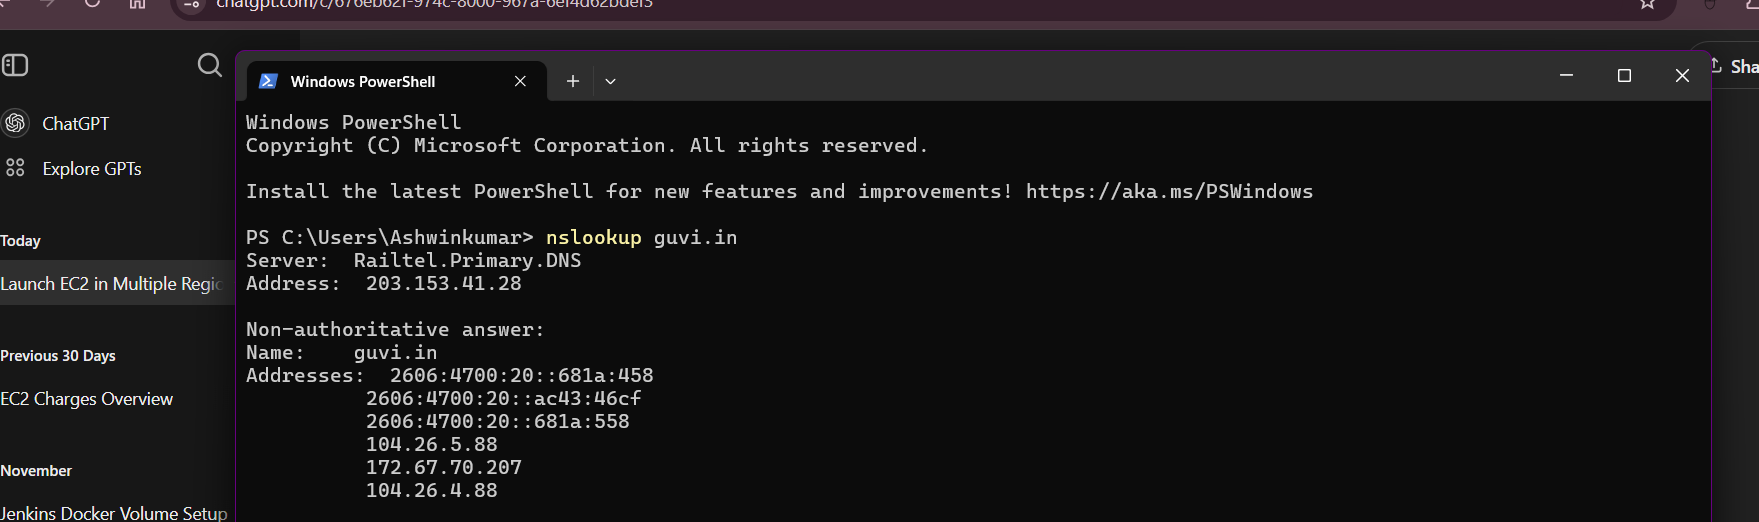 chatgpt.com/c/676eb62f-974c-8000-967a-6ef4d62bdef3
Sha
ChatGPT
Explore GPTs
Today
Launch EC2 in Multiple Regic
Previous 30 Days
EC2 Charges Overview
November
Jenkins Docker Volume Setup
Windows PowerShell
Windows PowerShell
Copyright (C) Microsoft Corporation. All rights reserved.
Install the latest PowerShell for new features and improvements! https://aka.ms/PSWindows
PS C:\Users\Ashwinkumar> nslookup guvi.in
Server:  Railtel.Primary.DNS
Address:  203.153.41.28
Non-authoritative answer:
Name:    guvi.in
Addresses:  2606:4700:20::681a:458
2606:4700:20::ac43:46cf
2606:4700:20::681a:558
104.26.5.88
172.67.70.207
104.26.4.88